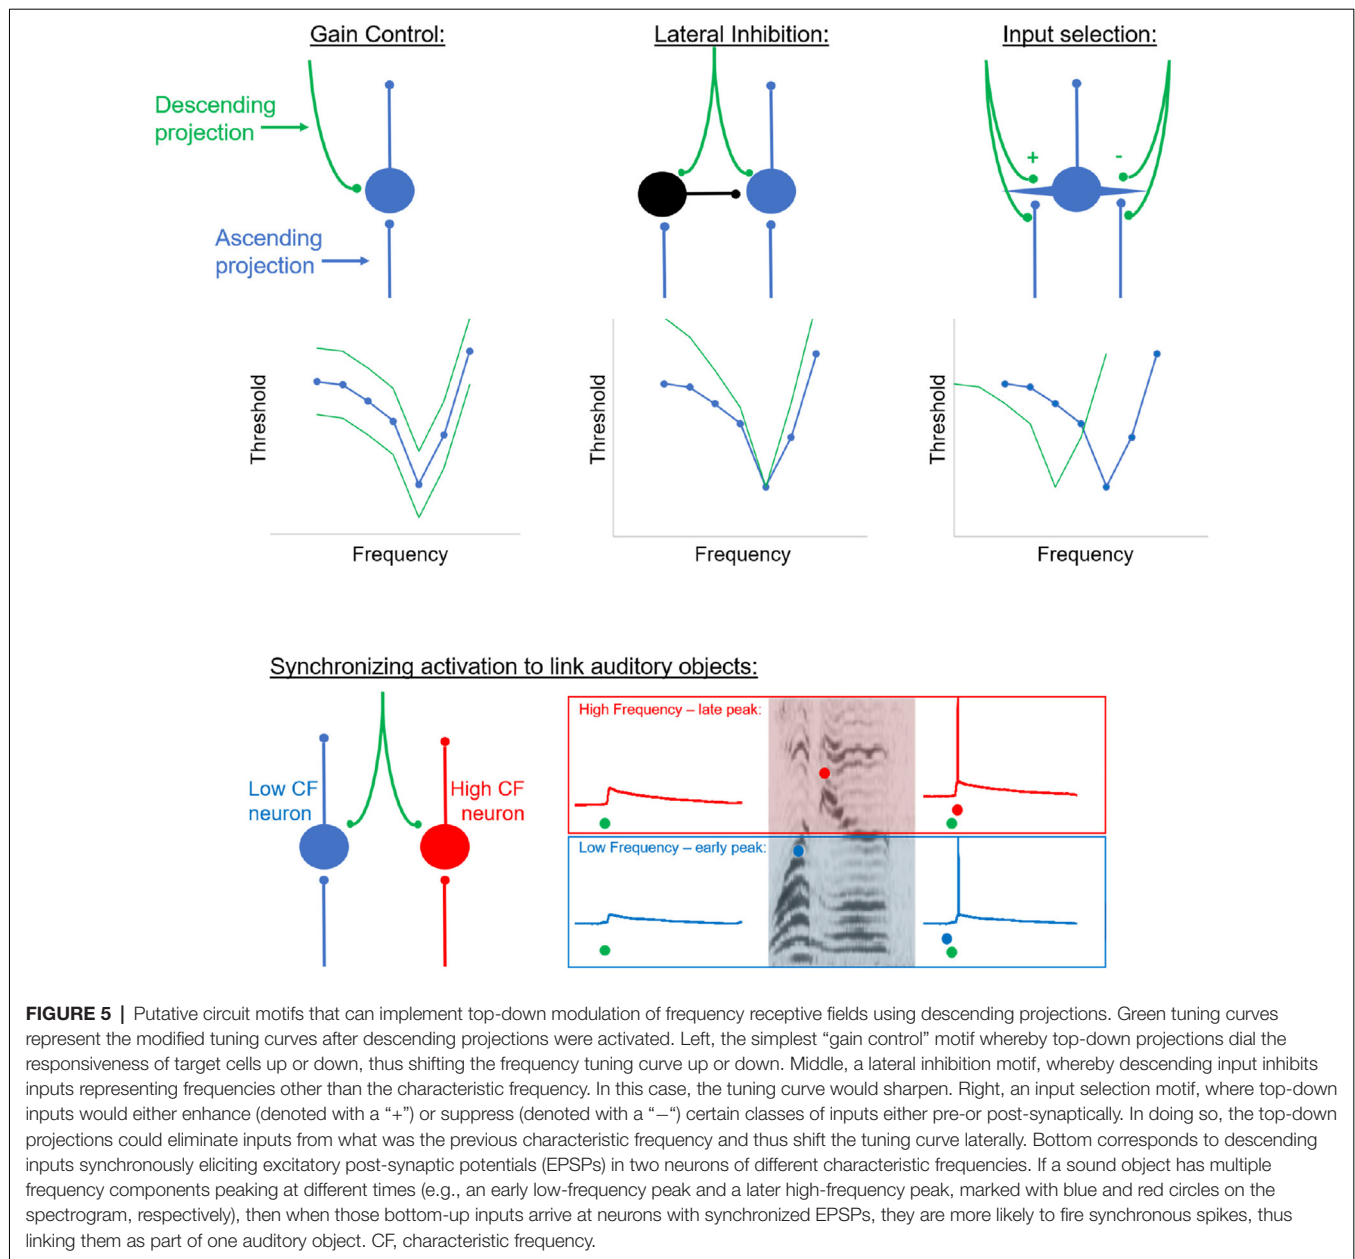 Gain Control:
Lateral Inhibition:
Input selection:
Descending
projection
+
-
Ascending
projection
Threshold
Frequency
Threshold
Frequency
Threshold
Frequency
Synchronizing activation to link auditory objects:
Low CF
neuron
High CF
neuron
High Frequency – late peak:
Low Frequency – early peak:
FIGURE 5 | Putative circuit motifs that can implement top-down modulation of frequency receptive fields using descending projections. Green tuning curves
represent the modified tuning curves after descending projections were activated. Left, the simplest “gain control” motif whereby top-down projections dial the
responsiveness of target cells up or down, thus shifting the frequency tuning curve up or down. Middle, a lateral inhibition motif, whereby descending input inhibits
inputs representing frequencies other than the characteristic frequency. In this case, the tuning curve would sharpen. Right, an input selection motif, where top-down
inputs would either enhance (denoted with a “+”) or suppress (denoted with a “−“) certain classes of inputs either pre-or post-synaptically. In doing so, the top-down
projections could eliminate inputs from what was the previous characteristic frequency and thus shift the tuning curve laterally. Bottom corresponds to descending
inputs synchronously eliciting excitatory post-synaptic potentials (EPSPs) in two neurons of different characteristic frequencies. If a sound object has multiple
frequency components peaking at different times (e.g., an early low-frequency peak and a later high-frequency peak, marked with blue and red circles on the
spectrogram, respectively), then when those bottom-up inputs arrive at neurons with synchronized EPSPs, they are more likely to fire synchronous spikes, thus
linking them as part of one auditory object. CF, characteristic frequency.